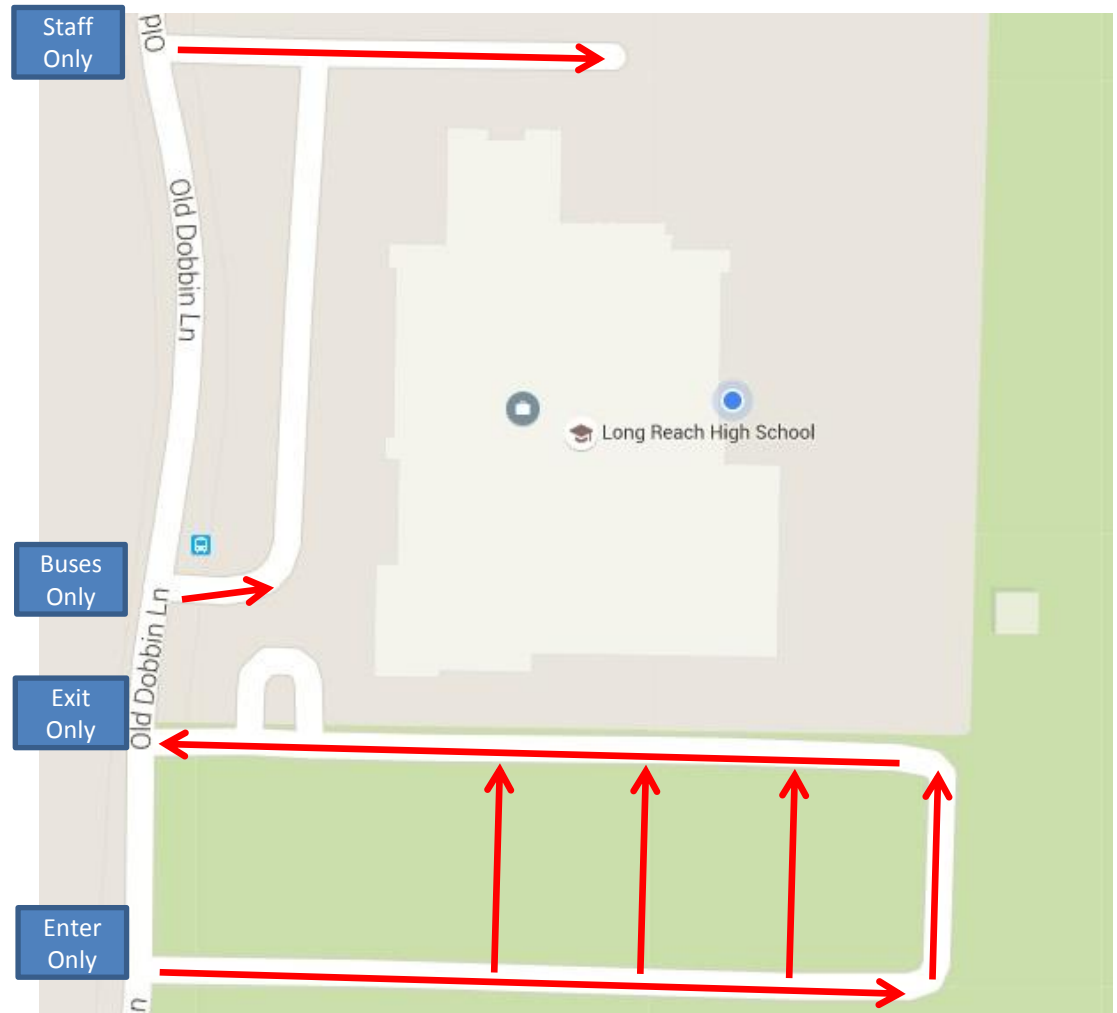 Staff
Only
Old
Old Dobbin Ln
Long Reach High School
Buses
Only
Old Dobbin Ln
Exit
Only
Enter
Only
n